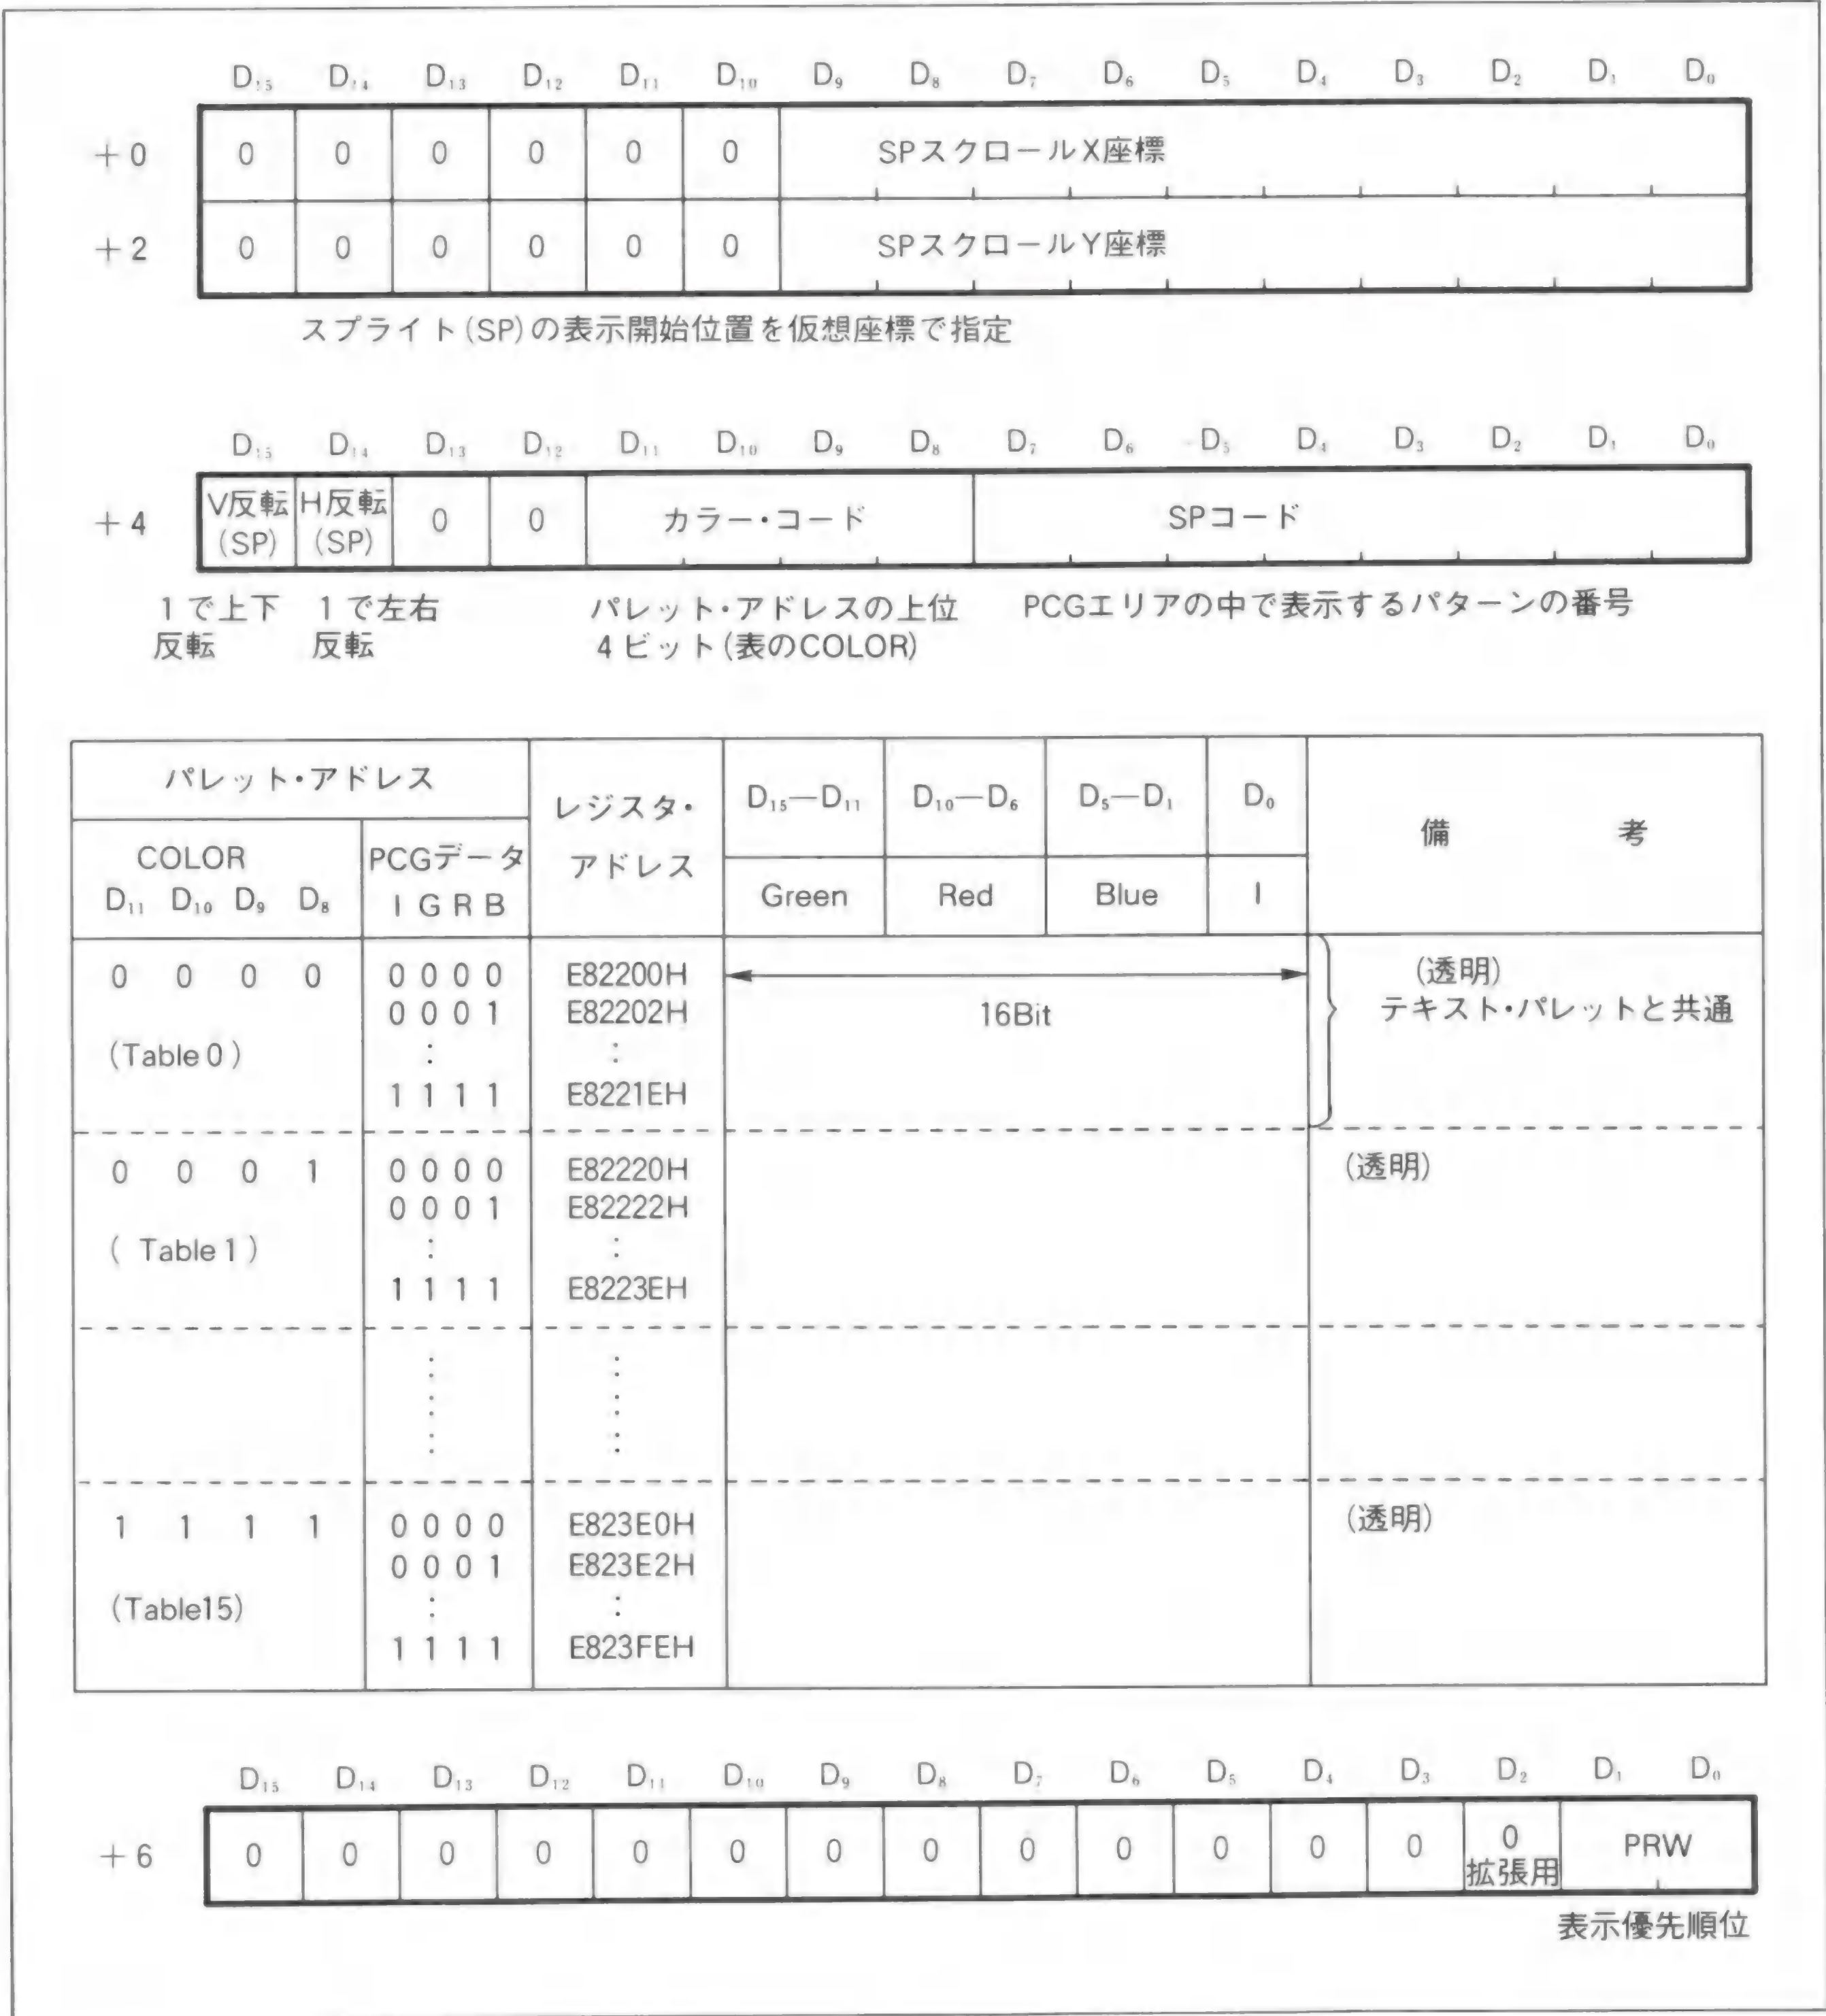 D₁₅ D₁₄ D₁₃ D₁₂ D₁₁ D₁₀ D₉ D₈ D₇ D₆ D₅ D₄ D₃ D₂ D₁ D₀
+0 0 0 0 0 0 0 SPスクロールX座標
+2 0 0 0 0 0 0 SPスクロールY座標
スプライト(SP)の表示開始位置を仮想座標で指定
D₁₅ D₁₄ D₁₃ D₁₂ D₁₁ D₁₀ D₉ D₈ D₇ D₆ D₅ D₄ D₃ D₂ D₁ D₀
+4 V反転(SP) H反転(SP) 0 0 カラー・コード SPコード
1で上下反転 1で左右反転 パレット・アドレスの上位4ビット(表のCOLOR) PCGエリアの中で表示するパターンの番号
パレット・アドレス レジスタ・アドレス D₁₅—D₁₁ D₁₀—D₆ D₅—D₁ D₀ 備考
COLOR PCGデータ Green Red Blue I
D₁₁ D₁₀ D₉ D₈ I G R B
0 0 0 0 0 0 0 0 E82200H (透明)
0 0 0 1 E82202H 16Bit テキスト・パレットと共通
(Table 0) : :
1 1 1 1 E8221EH
0 0 0 1 0 0 0 0 E82220H (透明)
0 0 0 1 E82222H
(Table 1) : :
1 1 1 1 E8223EH
1 1 1 1 0 0 0 0 E823E0H (透明)
0 0 0 1 E823E2H
(Table15) : :
1 1 1 1 E823FEH
D₁₅ D₁₄ D₁₃ D₁₂ D₁₁ D₁₀ D₉ D₈ D₇ D₆ D₅ D₄ D₃ D₂ D₁ D₀
+6 0 0 0 0 0 0 0 0 0 0 0 0 0 0拡張用 PRW
表示優先順位